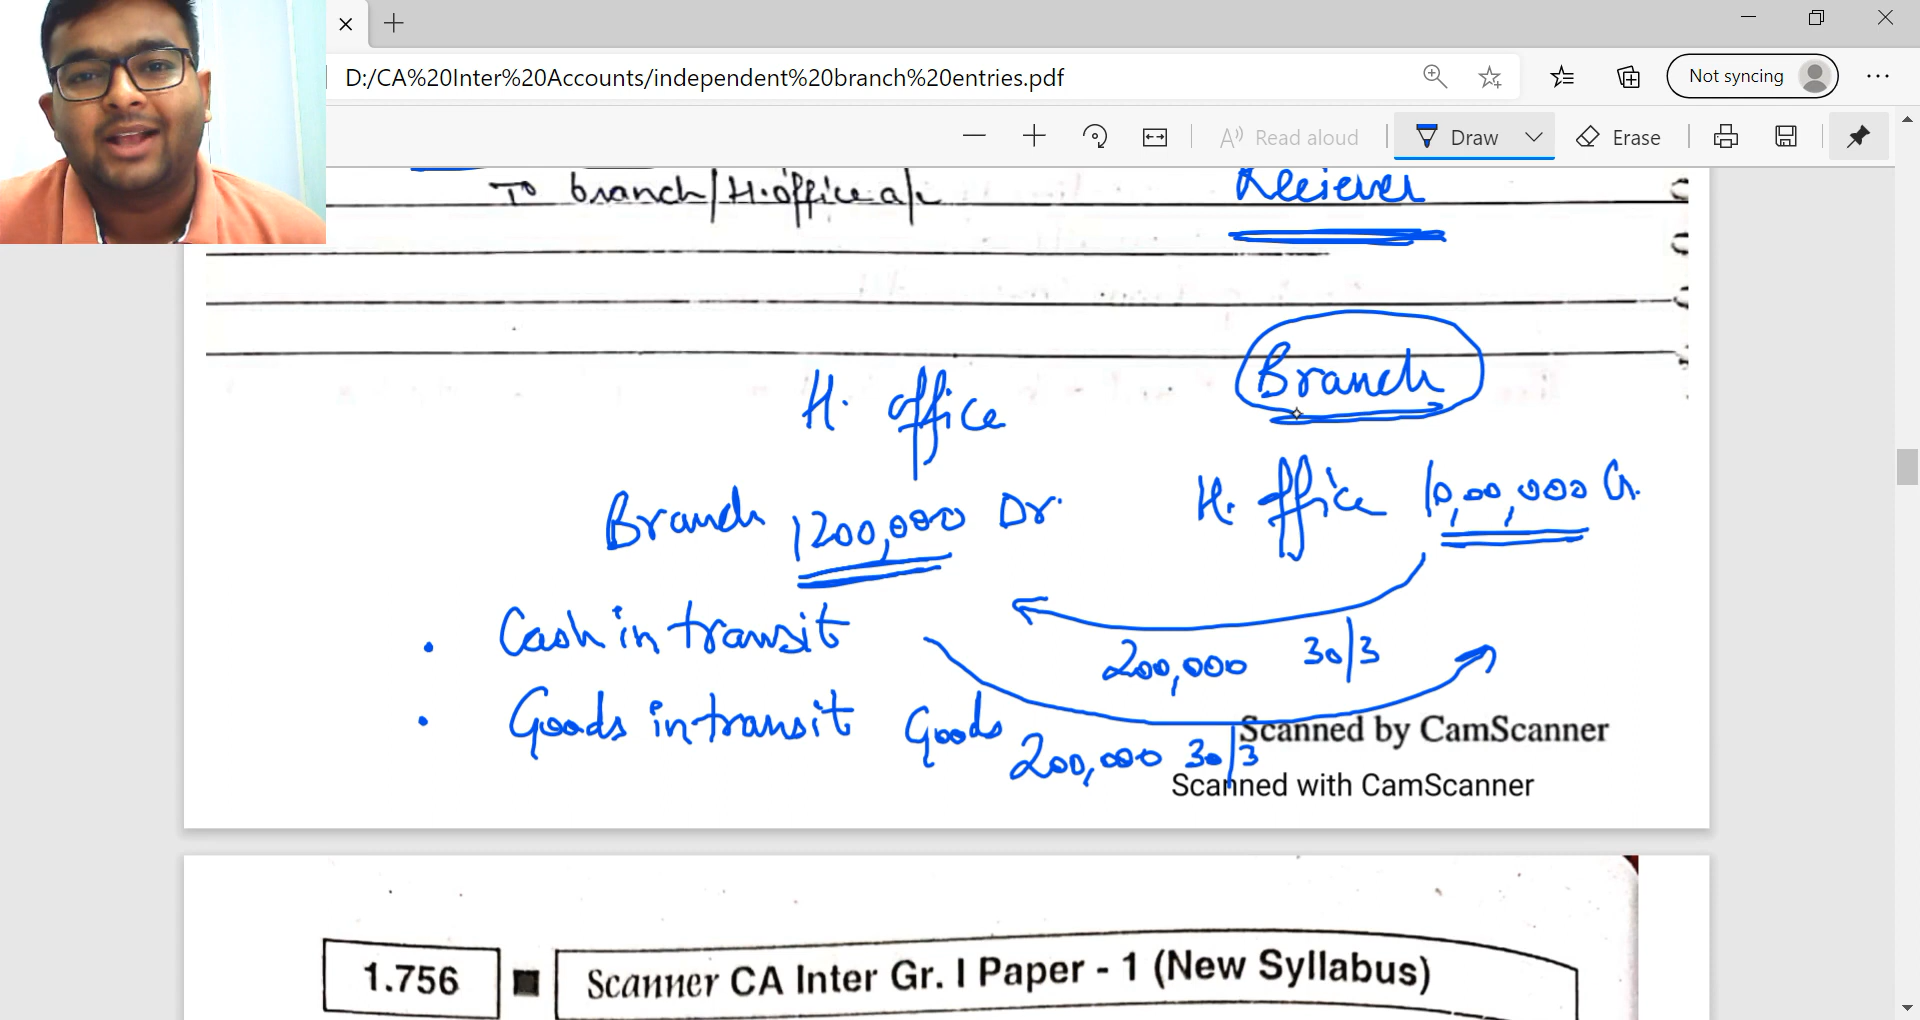 D:/CA%20Inter%20Accounts/independent%20branch%20entries.pdf
Not syncing
Read aloud
Draw
Erase
To branch/H.office a/c
Reciever
H. office
Branch
Branch 1200,000 Dr.
H. office 10,00,000 Cr.
• Cash in transit
200,000 30/3
• Goods in transit Goods
200,000 30/3
Scanned by CamScanner
Scanned with CamScanner
1.756 ■ Scanner CA Inter Gr. I Paper - 1 (New Syllabus)